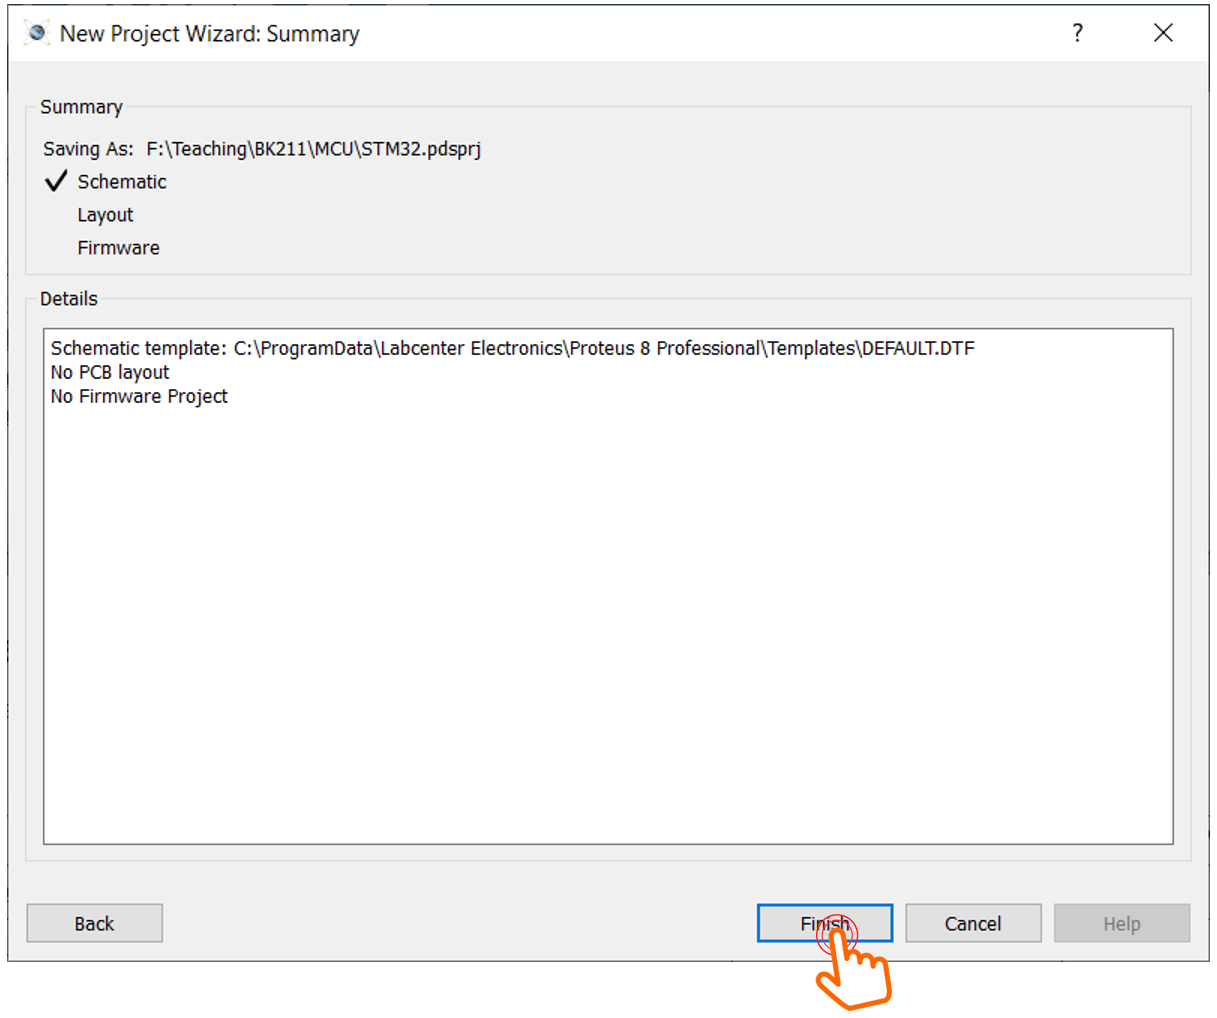 New Project Wizard: Summary
?
Summary
Saving As: F:\Teaching\BK211\MCU\STM32.pdsprj
Schematic
Layout
Firmware
Details
Schematic template: C:\ProgramData\Labcenter Electronics\Proteus 8 Professional\Templates\DEFAULT.DTF
No PCB layout
No Firmware Project
Back
Finish
Cancel
Help